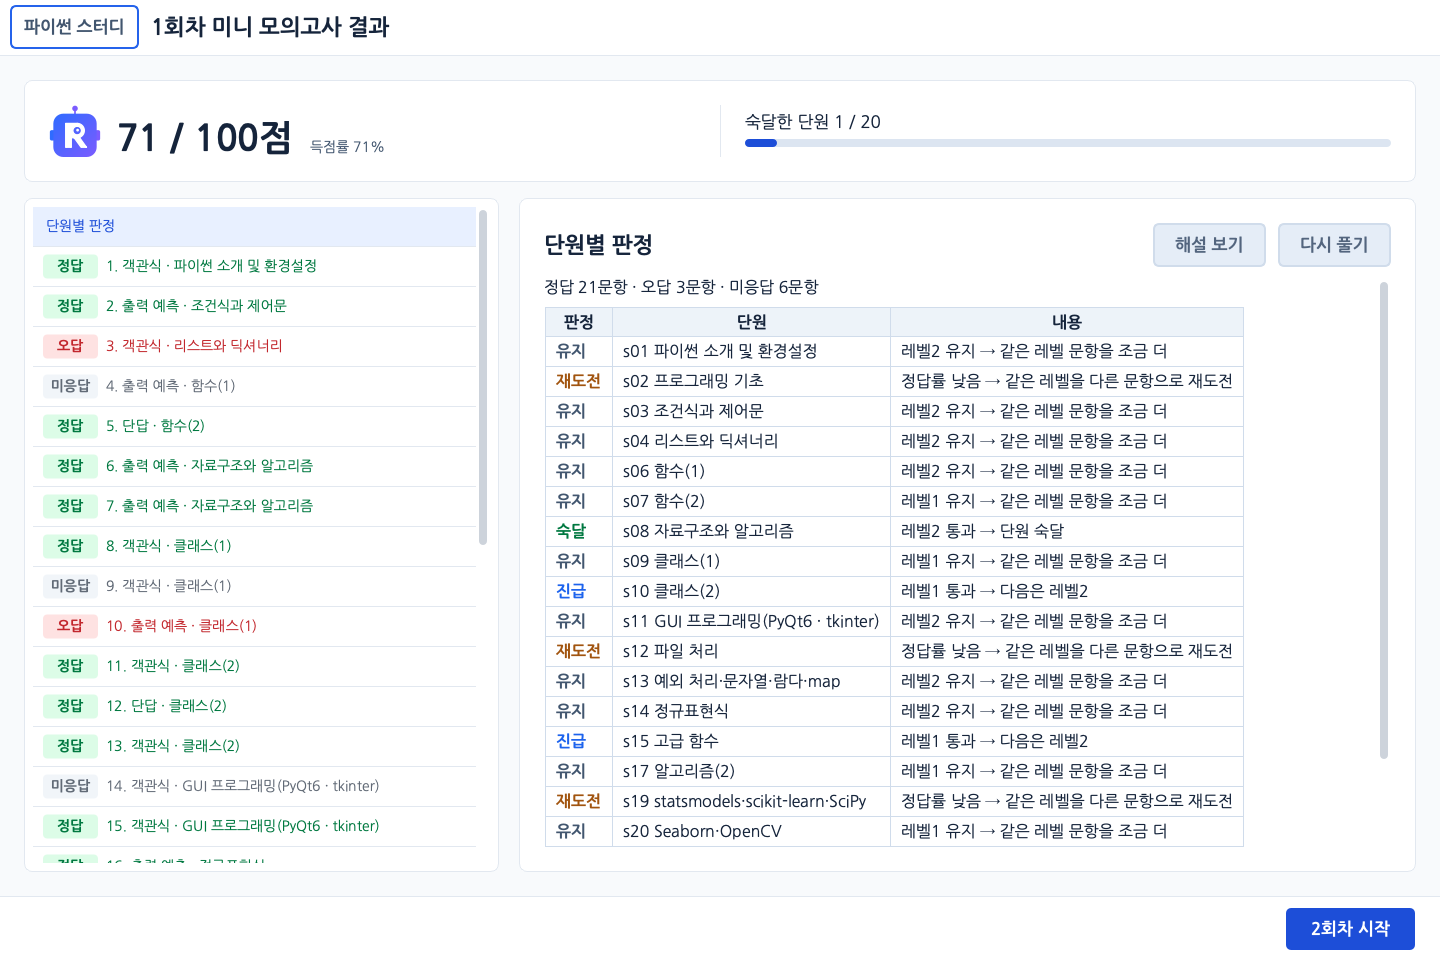 파이썬 스터디
1회차 미니 모의고사 결과
71 / 100점 득점률 71%
숙달한 단원 1 / 20
단원별 판정
정답 1. 객관식 · 파이썬 소개 및 환경설정
정답 2. 출력 예측 · 조건식과 제어문
오답 3. 객관식 · 리스트와 딕셔너리
미응답 4. 출력 예측 · 함수(1)
정답 5. 단답 · 함수(2)
정답 6. 출력 예측 · 자료구조와 알고리즘
정답 7. 출력 예측 · 자료구조와 알고리즘
정답 8. 객관식 · 클래스(1)
미응답 9. 객관식 · 클래스(1)
오답 10. 출력 예측 · 클래스(1)
정답 11. 객관식 · 클래스(2)
정답 12. 단답 · 클래스(2)
정답 13. 객관식 · 클래스(2)
미응답 14. 객관식 · GUI 프로그래밍(PyQt6 · tkinter)
정답 15. 객관식 · GUI 프로그래밍(PyQt6 · tkinter)
단원별 판정
해설 보기
다시 풀기
정답 21문항 · 오답 3문항 · 미응답 6문항
판정 단원 내용
유지 s01 파이썬 소개 및 환경설정 레벨2 유지 → 같은 레벨 문항을 조금 더
재도전 s02 프로그래밍 기초 정답률 낮음 → 같은 레벨을 다른 문항으로 재도전
유지 s03 조건식과 제어문 레벨2 유지 → 같은 레벨 문항을 조금 더
유지 s04 리스트와 딕셔너리 레벨2 유지 → 같은 레벨 문항을 조금 더
유지 s06 함수(1) 레벨2 유지 → 같은 레벨 문항을 조금 더
유지 s07 함수(2) 레벨1 유지 → 같은 레벨 문항을 조금 더
숙달 s08 자료구조와 알고리즘 레벨2 통과 → 단원 숙달
유지 s09 클래스(1) 레벨1 유지 → 같은 레벨 문항을 조금 더
진급 s10 클래스(2) 레벨1 통과 → 다음은 레벨2
유지 s11 GUI 프로그래밍(PyQt6 · tkinter) 레벨2 유지 → 같은 레벨 문항을 조금 더
재도전 s12 파일 처리 정답률 낮음 → 같은 레벨을 다른 문항으로 재도전
유지 s13 예외 처리·문자열·람다·map 레벨2 유지 → 같은 레벨 문항을 조금 더
유지 s14 정규표현식 레벨2 유지 → 같은 레벨 문항을 조금 더
진급 s15 고급 함수 레벨1 통과 → 다음은 레벨2
유지 s17 알고리즘(2) 레벨1 유지 → 같은 레벨 문항을 조금 더
재도전 s19 statsmodels·scikit-learn·SciPy 정답률 낮음 → 같은 레벨을 다른 문항으로 재도전
유지 s20 Seaborn·OpenCV 레벨1 유지 → 같은 레벨 문항을 조금 더
2회차 시작